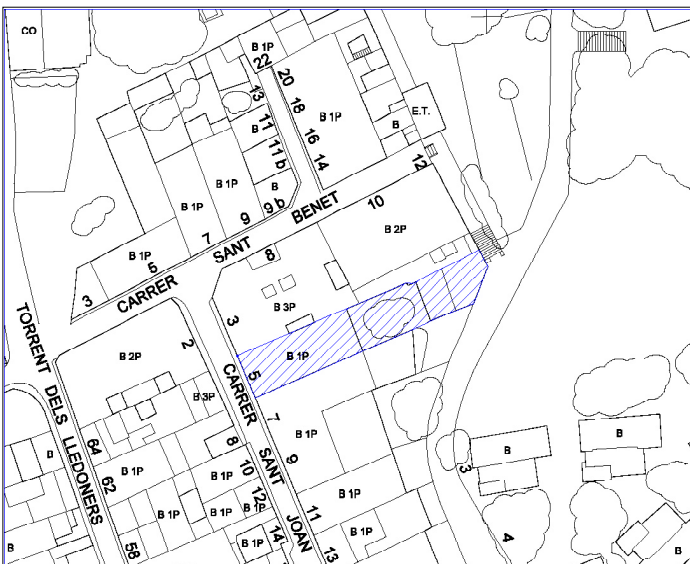 CO
B 1P
22
20
18
16
14
13
11
B
11 b
B
9 b
B 1P
E.T.
B
12
B 1P
B 1P
9
7
B 1P
5
3
CARRER SANT BENET
10
B 2P
8
B 3P
3
B 1P
5
B 2P
2
B 3P
CARRER SANT JOAN
7
9
11
13
B 1P
B 1P
B 1P
8
10
12
14
B 1P
B 1P
B 1P
B 1P
B 1P
TORRENT DELS LLEDONERS
64
62
58
B
B
B
3
4
B
B